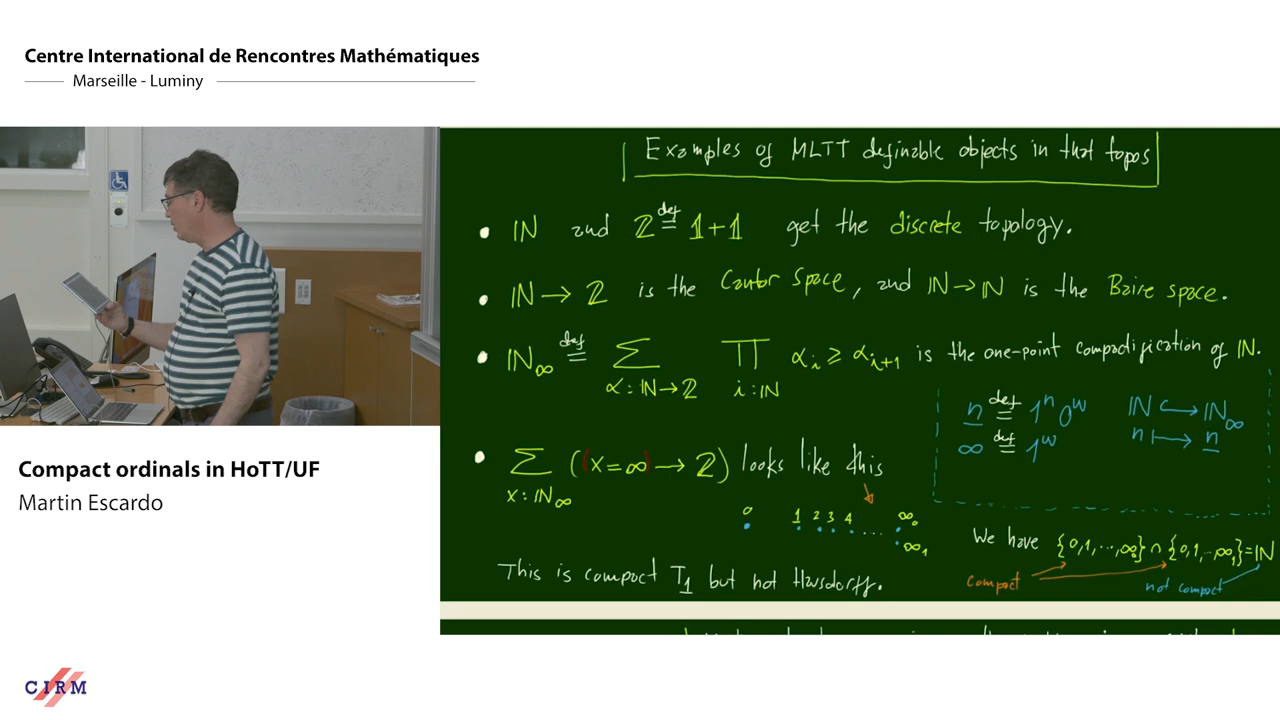 Centre International de Rencontres Mathématiques
Marseille - Luminy
Examples of MLTT definable objects in that topos
• ℕ and 𝟚 ≝ 𝟙+𝟙 get the discrete topology.
• ℕ → 𝟚 is the Cantor space, and ℕ→ℕ is the Baire space.
• ℕ∞ ≝ Σ α:ℕ→𝟚 Π i:ℕ αᵢ ≥ αᵢ₊₁ is the one-point compactification of ℕ.
n ≝ 1ⁿ0^ω ℕ ↪ ℕ∞
∞ ≝ 1^ω n ↦ n
• Σ x:ℕ∞ (x=∞ → 𝟚) looks like this
0 1 2 3 4 ... ∞₀
∞₁
We have {0,1,…,∞₀} ∩ {0,1,…,∞₁} = ℕ
compact not compact
This is compact T₁ but not Hausdorff.
Compact ordinals in HoTT/UF
Martin Escardo
CIRM